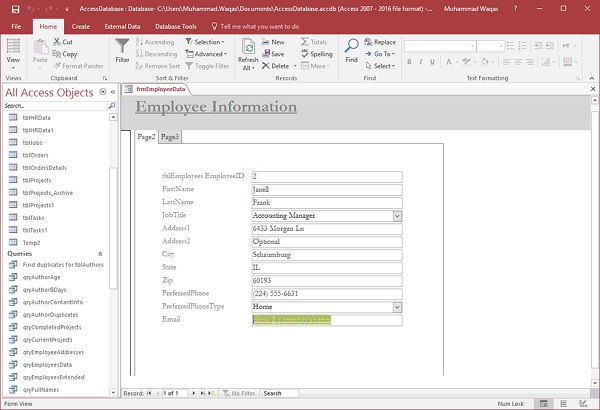 AccessDatabase : Database- C:\Users\Muhammad.Waqas\Documents\AccessDatabase.accdb (Access 2007 - 2016 file format) -...
Muhammad Waqas
File Home Create External Data Database Tools Tell me what you want to do
View
Views
Paste
Cut
Copy
Format Painter
Clipboard
Filter
Ascending
Descending
Remove Sort
Selection
Advanced
Toggle Filter
Sort & Filter
Refresh All
New
Save
Delete
Totals
Spelling
More
Records
Find
Replace
Go To
Select
Find
B I U
Text Formatting
All Access Objects
Search...
tblHRData
tblHRData1
tblJobs
tblOrders
tblOrdersDetails
tblProjects
tblProjects_Archive
tblProjects1
tblTasks
tblTasks1
Temp2
Queries
Find duplicates for tblAuthors
qryAuthorAge
qryAuthorBDays
qryAuthorContantInfo
qryAuthorDuplicates
qryCompletedProjects
qryCurrentProjects
qryEmployeeAddresses
qryEmployeesData
qryEmployeesExtended
qryFullNames
frmEmployeeData
Employee Information
Page2 Page3
tblEmployees.EmployeeID 2
FirstName Janell
LastName Frank
JobTitle Accounting Manager
Address1 6433 Morgan Ln
Address2 Optional
City Schaumburg
State IL
Zip 60193
PreferredPhone (224) 555-6631
PreferredPhoneType Home
Email
Record: 1 of 1 No Filter Search
Form View
Num Lock